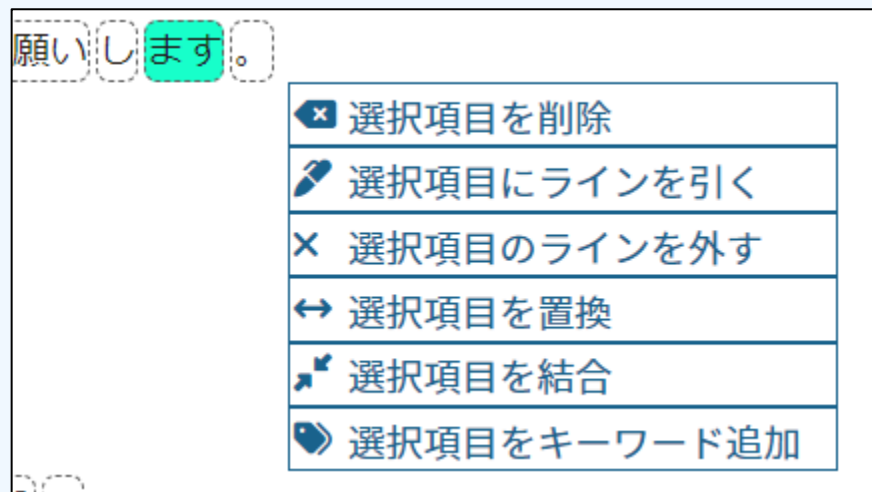 願いします。
選択項目を削除
選択項目にラインを引く
選択項目のラインを外す
選択項目を置換
選択項目を結合
選択項目をキーワード追加